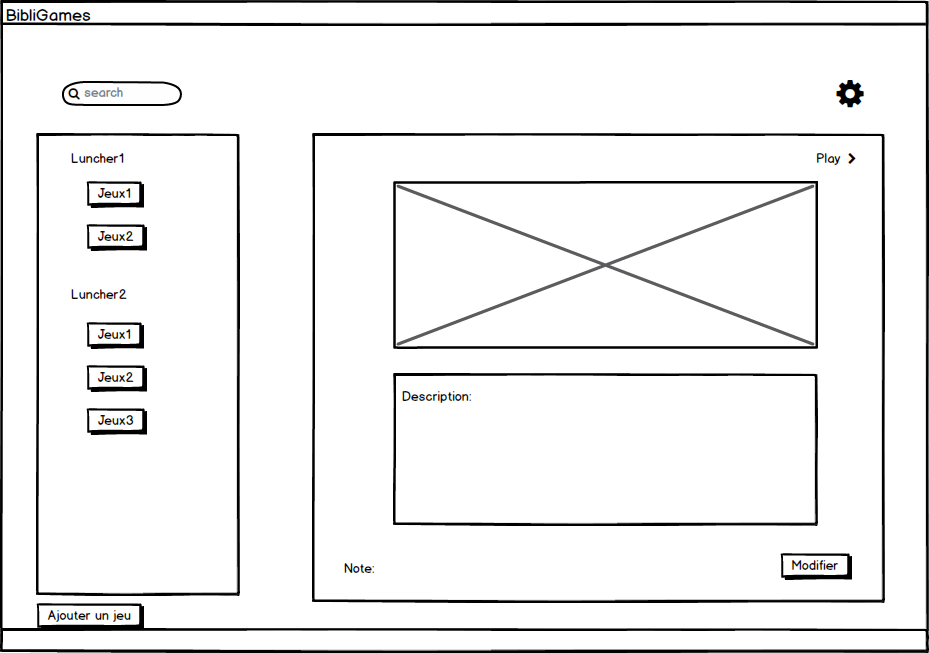 BibliGames
search
Luncher1
Jeux1
Jeux2
Luncher2
Jeux1
Jeux2
Jeux3
Ajouter un jeu
Play
Description:
Note:
Modifier